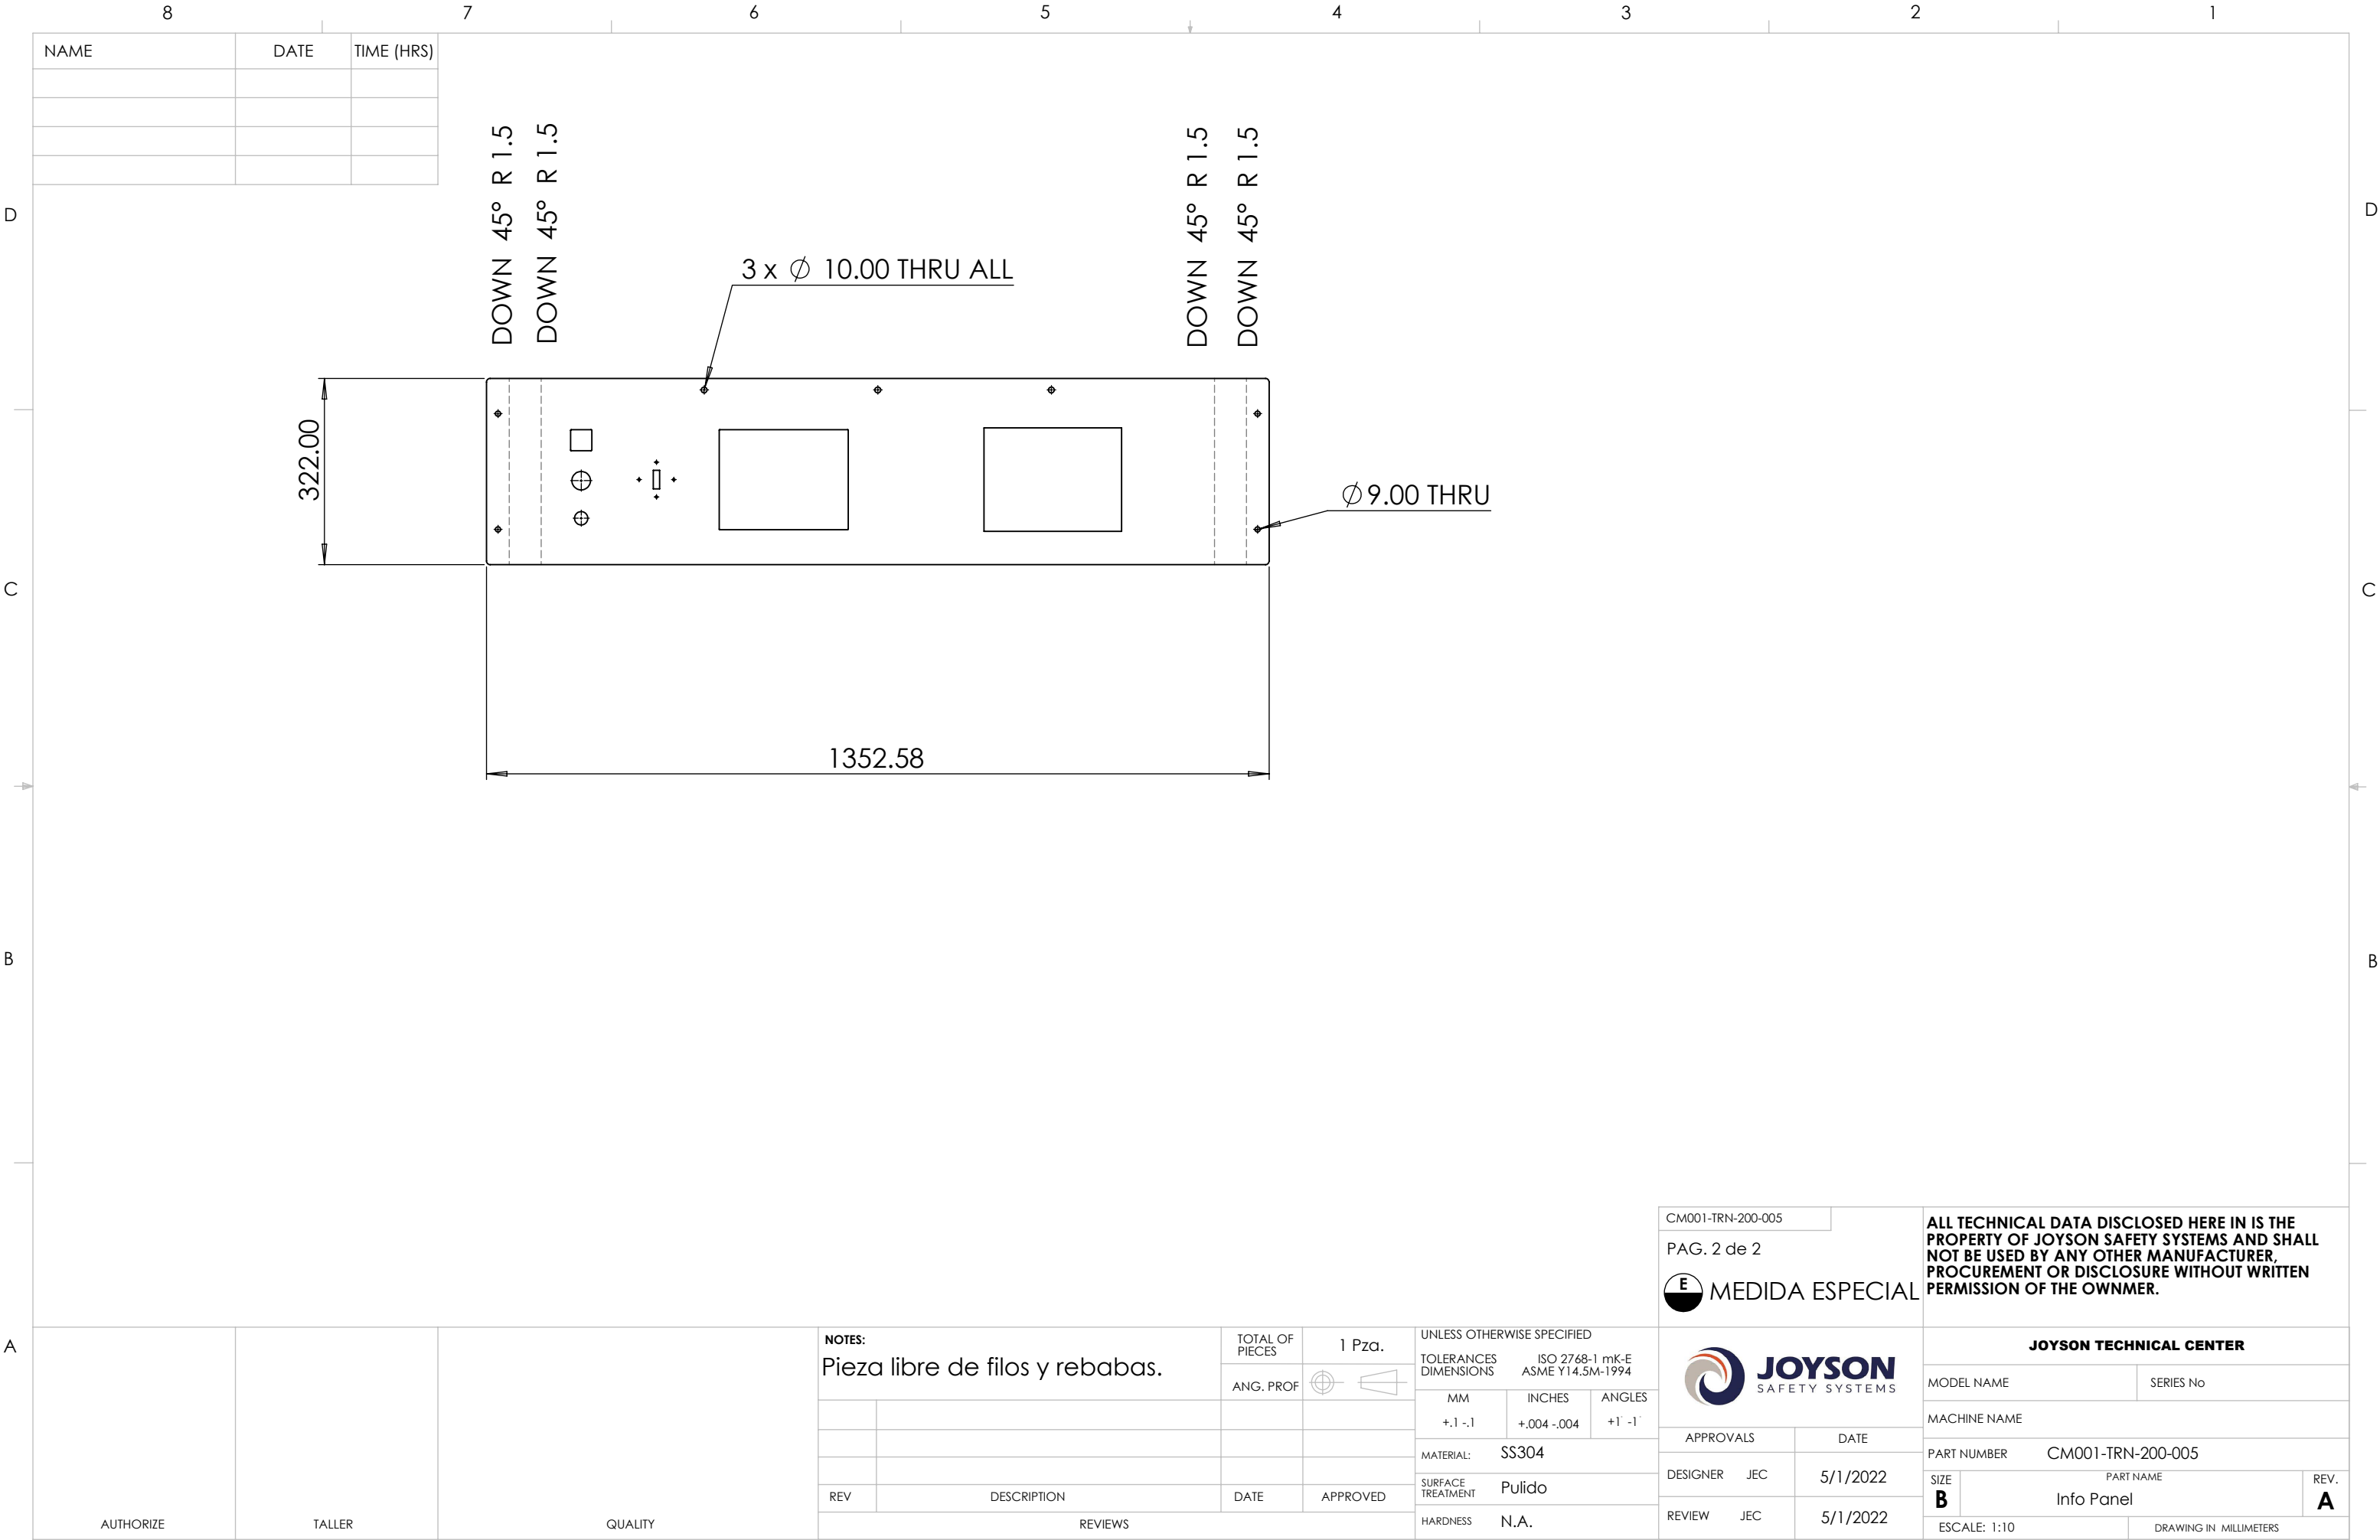 8 7 6 5 4 3 2 1
NAME DATE TIME (HRS)
DOWN 45° R 1.5
DOWN 45° R 1.5
DOWN 45° R 1.5
DOWN 45° R 1.5
D D
3 x ∅ 10.00 THRU ALL
322.00
∅9.00 THRU
C C
1352.58
B B
CM001-TRN-200-005
PAG. 2 de 2
E MEDIDA ESPECIAL
ALL TECHNICAL DATA DISCLOSED HERE IN IS THE
PROPERTY OF JOYSON SAFETY SYSTEMS AND SHALL
NOT BE USED BY ANY OTHER MANUFACTURER,
PROCUREMENT OR DISCLOSURE WITHOUT WRITTEN
PERMISSION OF THE OWNMER.
A
AUTHORIZE TALLER QUALITY
NOTES:
Pieza libre de filos y rebabas.
TOTAL OF
PIECES
1 Pza.
ANG. PROF
REV DESCRIPTION DATE APPROVED
REVIEWS
UNLESS OTHERWISE SPECIFIED
TOLERANCES ISO 2768-1 mK-E
DIMENSIONS ASME Y14.5M-1994
MM INCHES ANGLES
+.1 -.1 +.004 -.004 +1° -1°
MATERIAL: SS304
SURFACE
TREATMENT
Pulido
HARDNESS N.A.
JOYSON
SAFETY SYSTEMS
APPROVALS DATE
DESIGNER JEC 5/1/2022
REVIEW JEC 5/1/2022
JOYSON TECHNICAL CENTER
MODEL NAME SERIES No
MACHINE NAME
PART NUMBER CM001-TRN-200-005
SIZE PART NAME REV.
B Info Panel A
ESCALE: 1:10 DRAWING IN MILLIMETERS